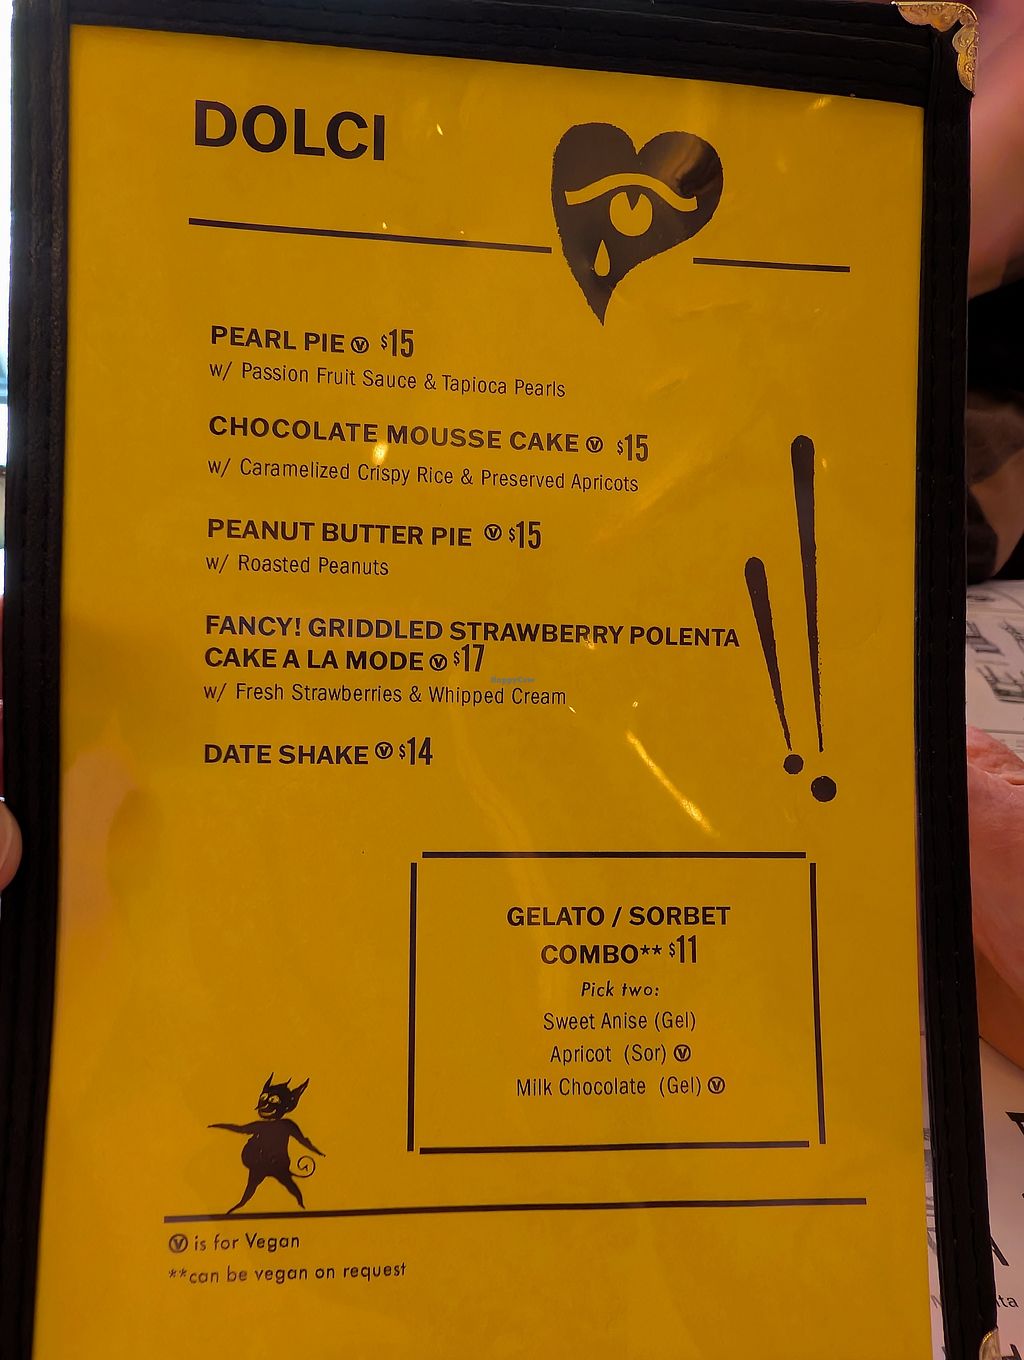 DOLCI
PEARL PIE Ⓥ $15
w/ Passion Fruit Sauce & Tapioca Pearls
CHOCOLATE MOUSSE CAKE Ⓥ $15
w/ Caramelized Crispy Rice & Preserved Apricots
PEANUT BUTTER PIE Ⓥ $15
w/ Roasted Peanuts
FANCY! GRIDDLED STRAWBERRY POLENTA
CAKE A LA MODE Ⓥ $17
HappyCow
w/ Fresh Strawberries & Whipped Cream
DATE SHAKE Ⓥ $14
GELATO / SORBET
COMBO** $11
Pick two:
Sweet Anise (Gel)
Apricot (Sor) Ⓥ
Milk Chocolate (Gel) Ⓥ
Ⓥ is for Vegan
**can be vegan on request